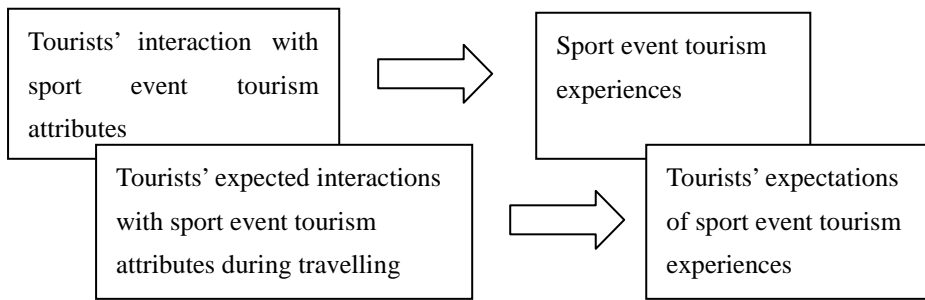 Tourists’ interaction with
sport event tourism
attributes
Sport event tourism
experiences
Tourists’ expected interactions
with sport event tourism
attributes during travelling
Tourists’ expectations
of sport event tourism
experiences